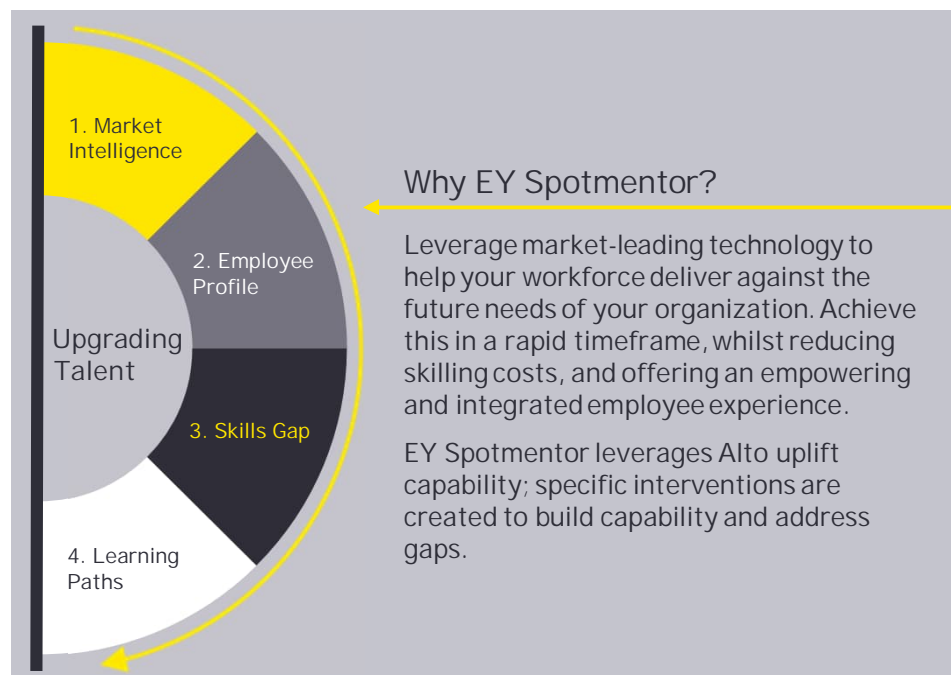 1. Market
Intelligence
2. Employee
Profile
Upgrading
Talent
3. Skills Gap
4. Learning
Paths
Why EY Spotmentor?
Leverage market-leading technology to
help your workforce deliver against the
future needs of your organization. Achieve
this in a rapid timeframe, whilst reducing
skilling costs, and offering an empowering
and integrated employee experience.
EY Spotmentor leverages AIto uplift
capability; specific interventions are
created to build capability and address
gaps.